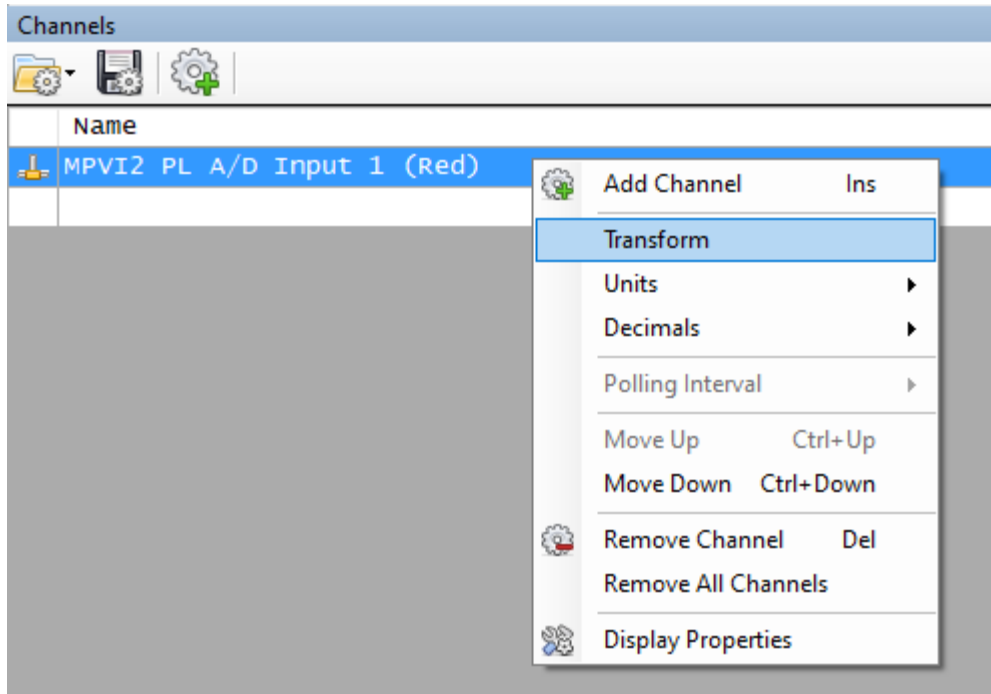 Channels
Name
MPVI2 PL A/D Input 1 (Red)
Add Channel Ins
Transform
Units
Decimals
Polling Interval
Move Up Ctrl+Up
Move Down Ctrl+Down
Remove Channel Del
Remove All Channels
Display Properties